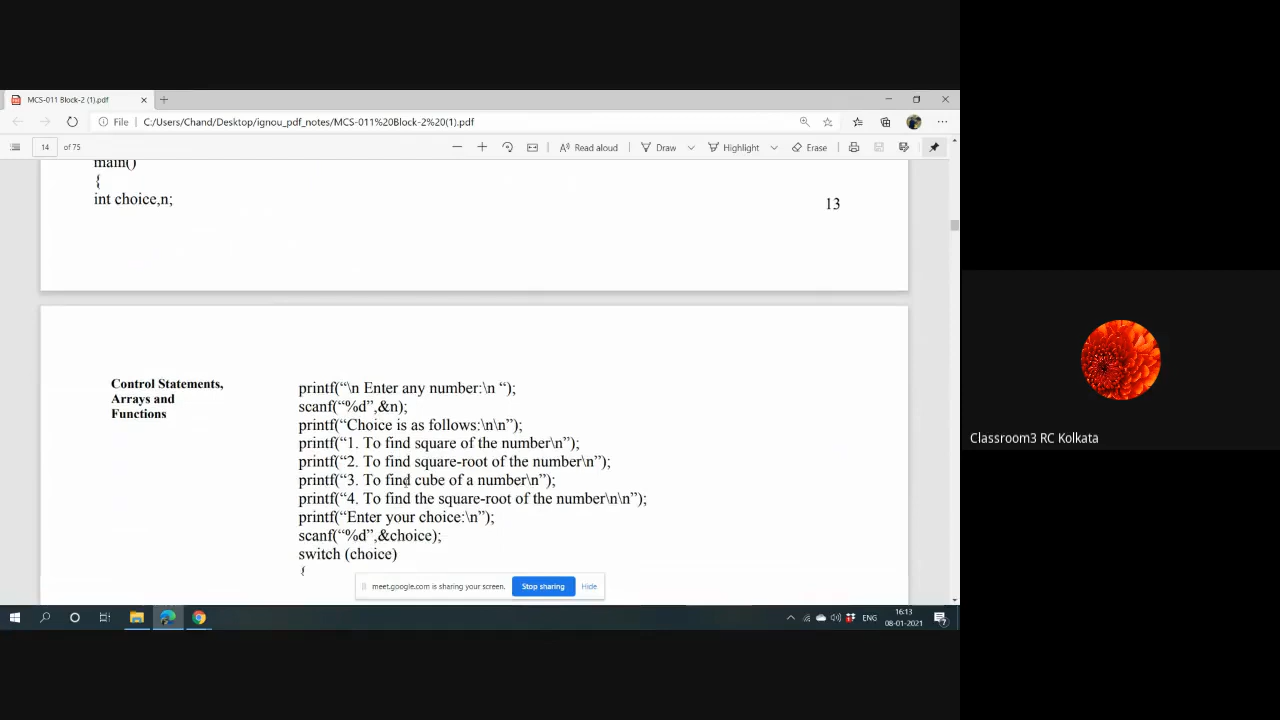 MCS-011 Block-2 (1).pdf
File C:/Users/Chand/Desktop/ignou_pdf_notes/MCS-011%20Block-2%20(1).pdf
14 of 75 Read aloud Draw Highlight Erase
main()
{
int choice,n;
13
Control Statements,
Arrays and
Functions
printf(“\n Enter any number:\n “);
scanf(“%d”,&n);
printf(“Choice is as follows:\n\n”);
printf(“1. To find square of the number\n”);
printf(“2. To find square-root of the number\n”);
printf(“3. To find cube of a number\n”);
printf(“4. To find the square-root of the number\n\n”);
printf(“Enter your choice:\n”);
scanf(“%d”,&choice);
switch (choice)
{
meet.google.com is sharing your screen. Stop sharing Hide
ENG
16:13
08-01-2021
Classroom3 RC Kolkata